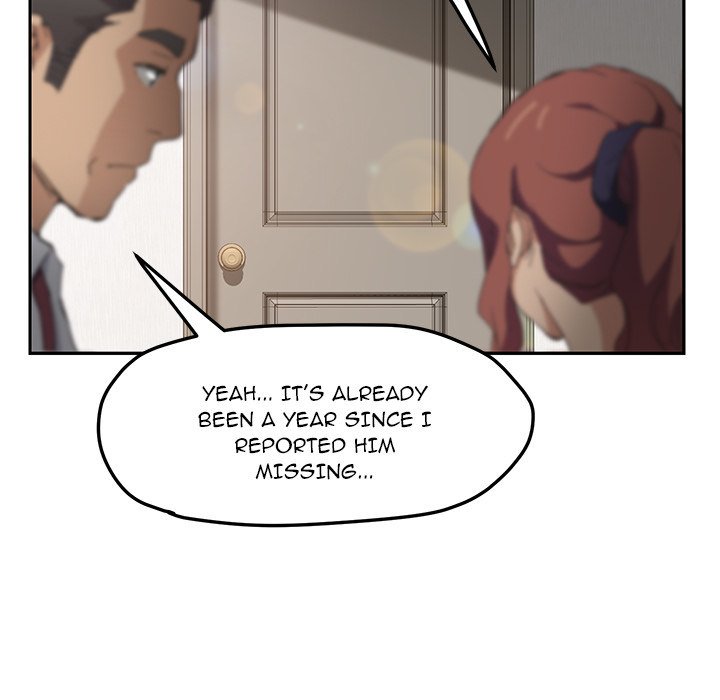 YEAH... IT'S ALREADY
BEEN A YEAR SINCE I
REPORTED HIM
MISSING...